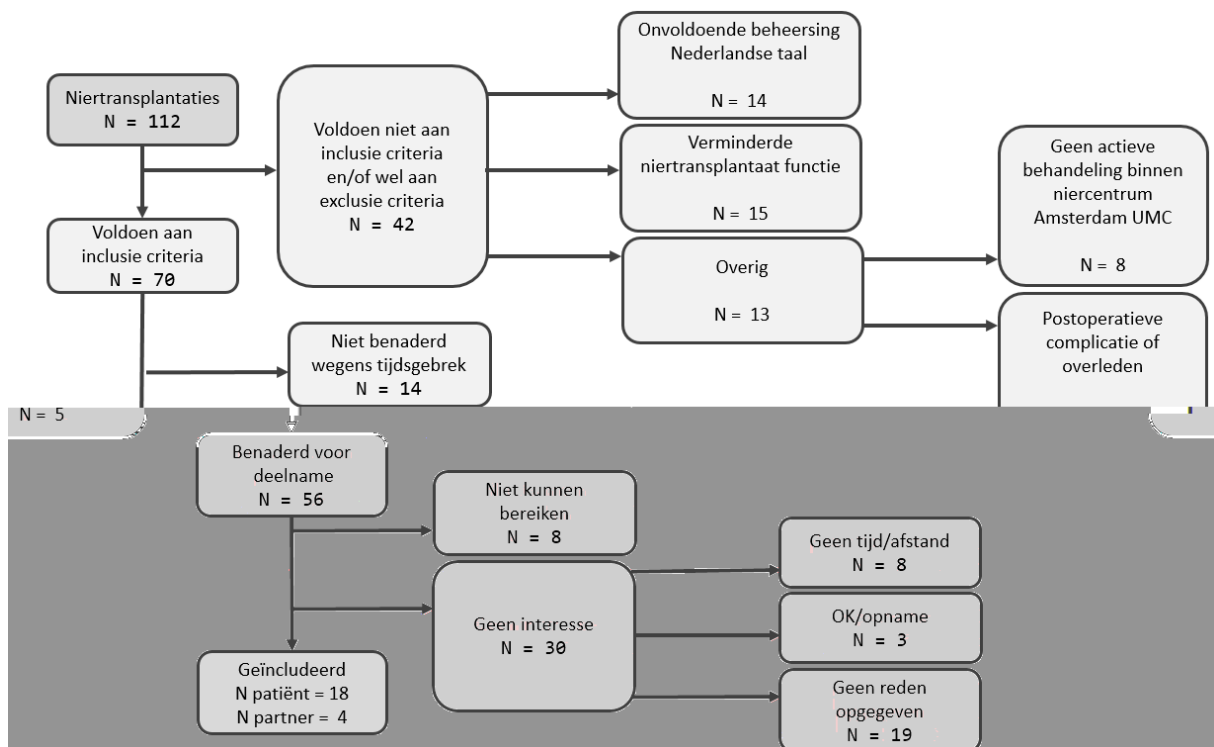 Niertransplantaties
N = 112
Voldoen aan
inclusie criteria
N = 70
Voldoen niet aan
inclusie criteria
en/of wel aan
exclusie criteria
N = 42
Onvoldoende beheersing
Nederlandse taal
N = 14
Verminderde
niertransplantaat functie
N = 15
Overig
N = 13
Geen actieve
behandeling binnen
niercentrum
Amsterdam UMC
N = 8
Postoperatieve
complicatie of
overleden
Niet benaderd
wegens tijdsgebrek
N = 14
N = 5
Benaderd voor
deelname
N = 56
Niet kunnen
bereiken
N = 8
Geen interesse
N = 30
Geen tijd/afstand
N = 8
OK/opname
N = 3
Geen reden
opgegeven
N = 19
Geïncludeerd
N patiënt = 18
N partner = 4